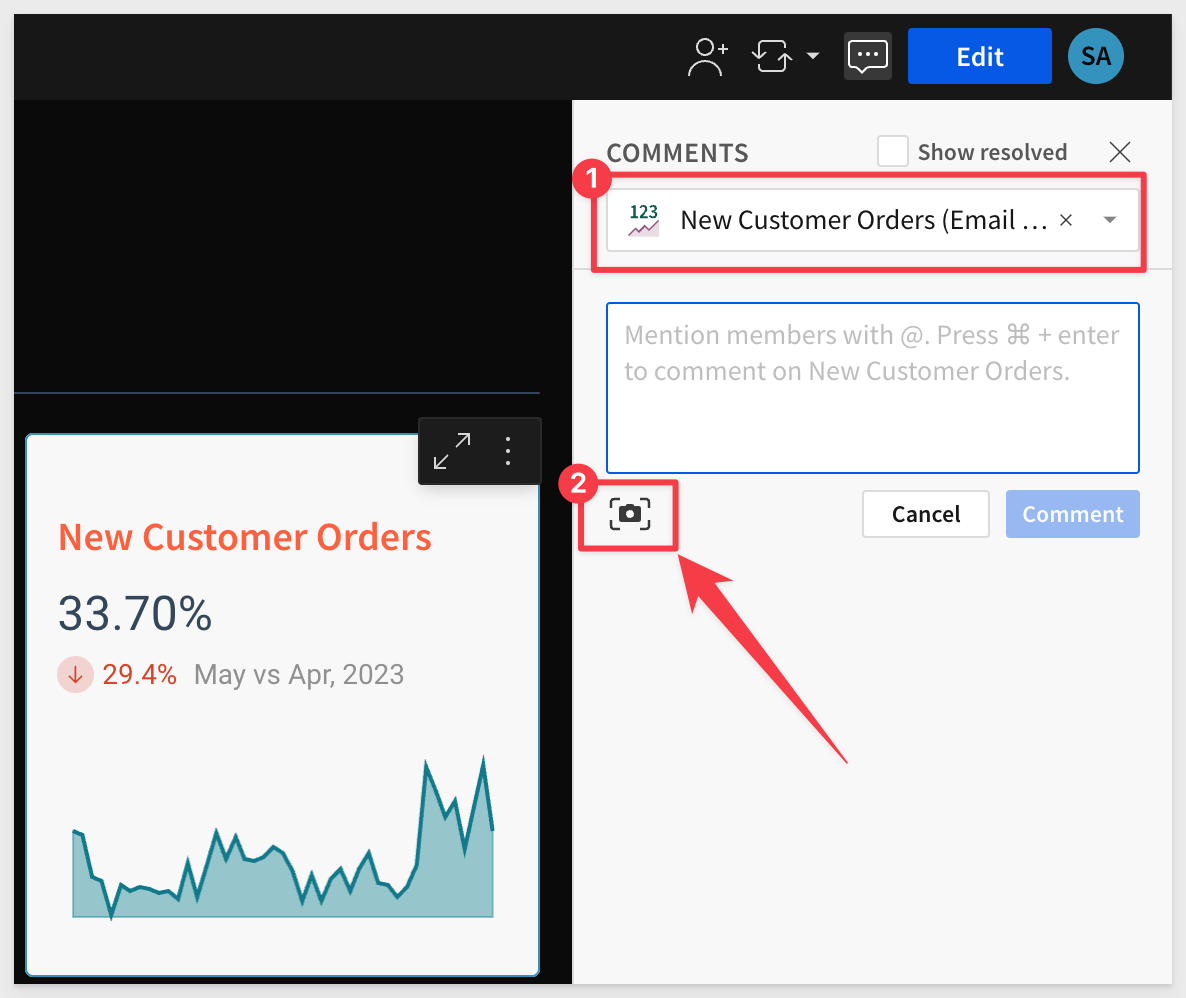 Edit
SA
COMMENTS
Show resolved
1
123
New Customer Orders (Email ...
×
Mention members with @. Press ⌘ + enter
to comment on New Customer Orders.
2
Cancel
Comment
New Customer Orders
33.70%
29.4% May vs Apr, 2023